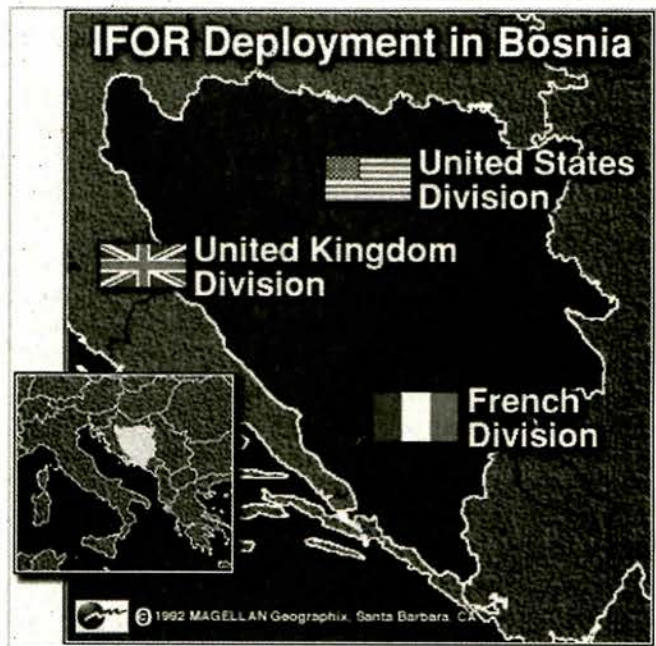 IFOR Deployment in Bosnia
United States
Division
United Kingdom
Division
French
Division
© 1992 MAGELLAN Geographix, Santa Barbara, CA